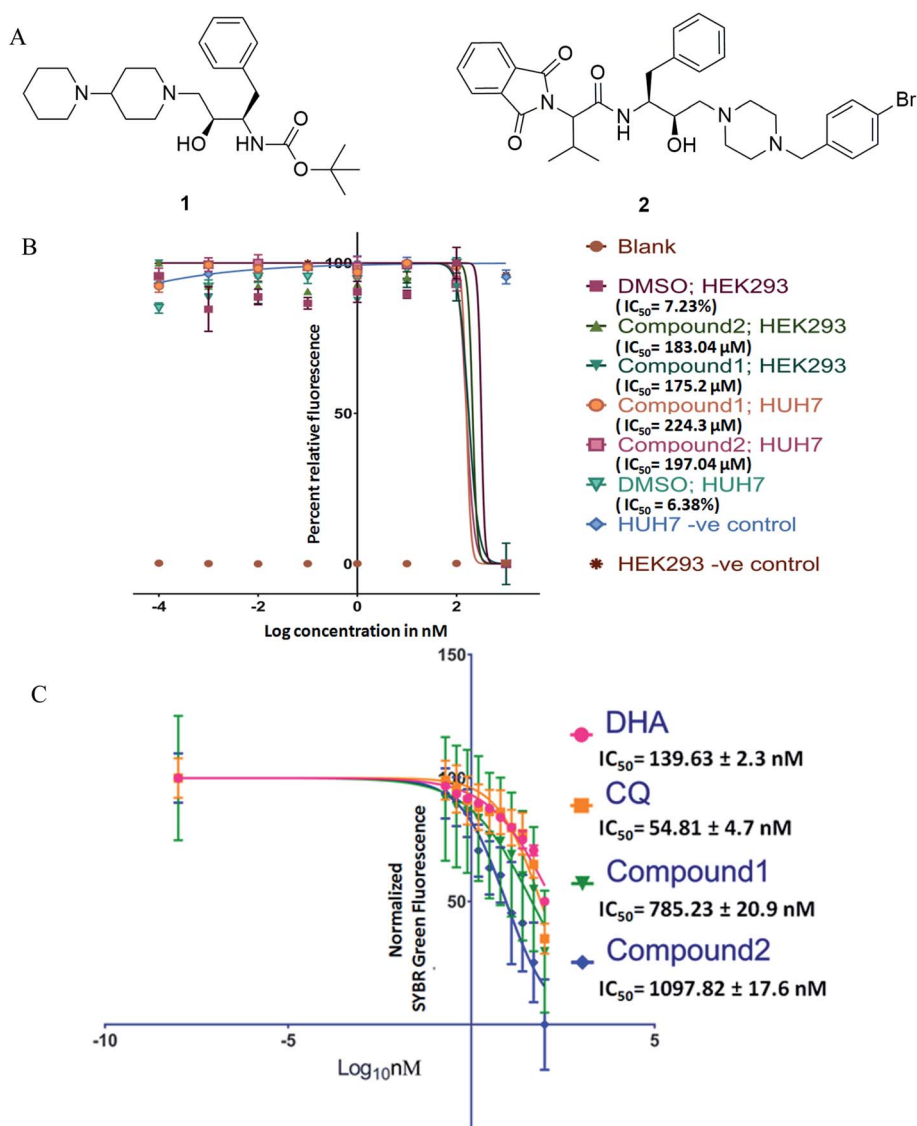 A
O
O
N
O
N
H
OH
N
N
Br
N
N
HO
HN
O
O
1
2
B
100
50
0
-4
-2
0
2
Percent relative fluorescence
Log concentration in nM
Blank
DMSO; HEK293
( IC50= 7.23%)
Compound2; HEK293
( IC50= 183.04 µM)
Compound1; HEK293
( IC50= 175.2 µM)
Compound1; HUH7
( IC50= 224.3 µM)
Compound2; HUH7
( IC50= 197.04 µM)
DMSO; HUH7
( IC50 = 6.38%)
HUH7 -ve control
HEK293 -ve control
C
150
100
50
-10
-5
5
Normalized
SYBR Green Fluorescence
Log10nM
DHA
IC50= 139.63 ± 2.3 nM
CQ
IC50= 54.81 ± 4.7 nM
Compound1
IC50= 785.23 ± 20.9 nM
Compound2
IC50= 1097.82 ± 17.6 nM